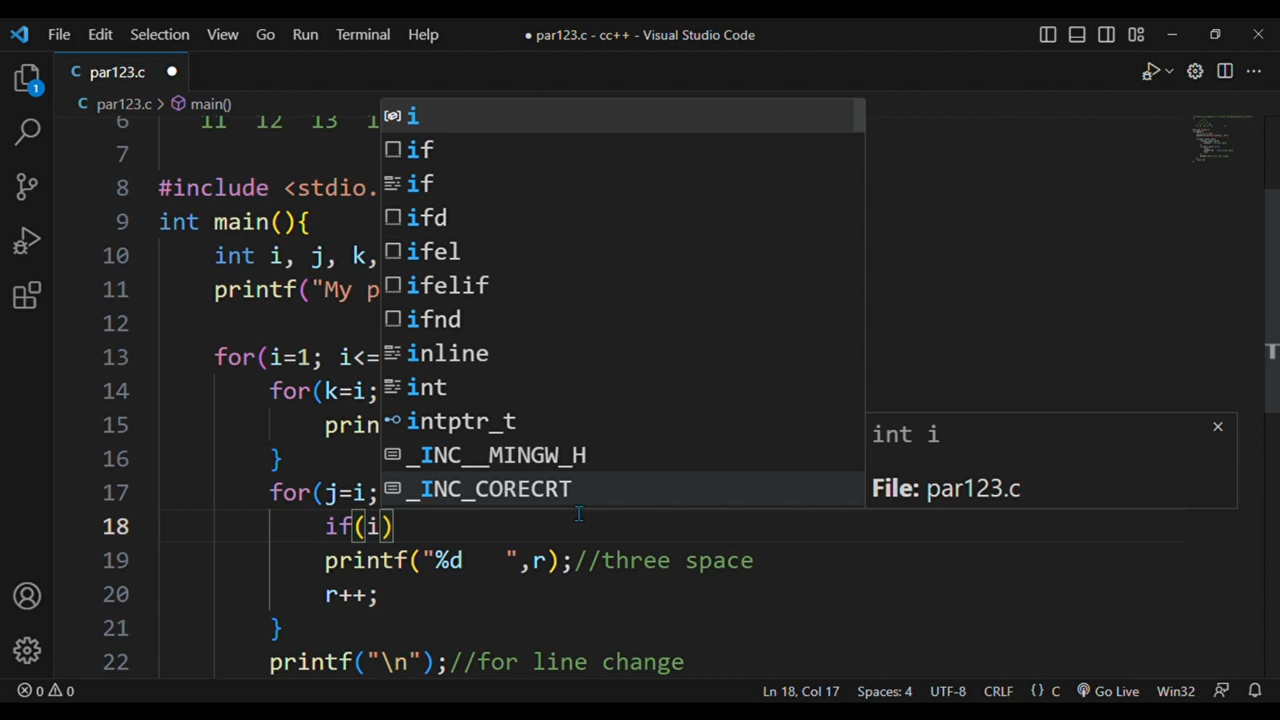 File Edit Selection View Go Run Terminal Help
● par123.c - cc++ - Visual Studio Code
C par123.c ●
C par123.c > main()
1
6 11 12 13
7
8 #include <stdio.
9 int main(){
10 int i, j, k,
11 printf("My p
12
13 for(i=1; i<=
14 for(k=i;
15 prin
16 }
17 for(j=i;
18 if(i)
19 printf("%d   ",r);//three space
20 r++;
21 }
22 printf("\n");//for line change
i
if
if
ifd
ifel
ifelif
ifnd
inline
int
intptr_t
_INC__MINGW_H
_INC_CORECRT
int i
File: par123.c
0 0
Ln 18, Col 17 Spaces: 4 UTF-8 CRLF {} C Go Live Win32